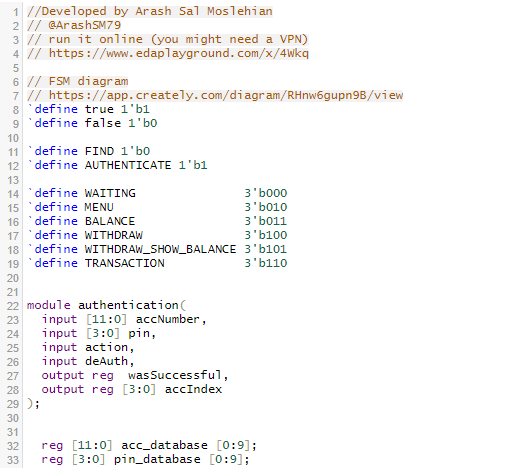 1 //Developed by Arash Sal Moslehian
2 // @ArashSM79
3 // run it online (you might need a VPN)
4 // https://www.edaplayground.com/x/4Wkq
5
6 // FSM diagram
7 // https://app.creately.com/diagram/RHnw6gupn9B/view
8 `define true 1'b1
9 `define false 1'b0
10
11 `define FIND 1'b0
12 `define AUTHENTICATE 1'b1
13
14 `define WAITING 3'b000
15 `define MENU 3'b010
16 `define BALANCE 3'b011
17 `define WITHDRAW 3'b100
18 `define WITHDRAW_SHOW_BALANCE 3'b101
19 `define TRANSACTION 3'b110
20
21
22 module authentication(
23 input [11:0] accNumber,
24 input [3:0] pin,
25 input action,
26 input deAuth,
27 output reg wasSuccessful,
28 output reg [3:0] accIndex
29 );
30
31
32 reg [11:0] acc_database [0:9];
33 reg [3:0] pin_database [0:9];